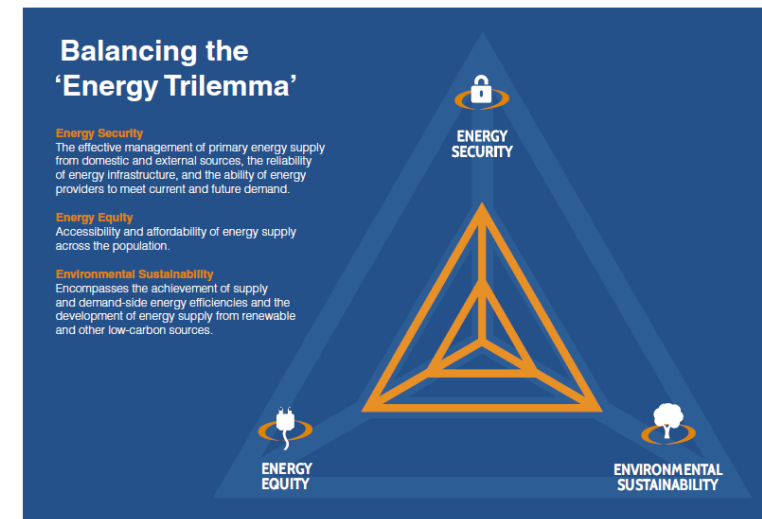 Balancing the
‘Energy Trilemma’
Energy Security
The effective management of primary energy supply
from domestic and external sources, the reliability
of energy infrastructure, and the ability of energy
providers to meet current and future demand.
Energy Equity
Accessibility and affordability of energy supply
across the population.
Environmental Sustainability
Encompasses the achievement of supply
and demand-side energy efficiencies and the
development of energy supply from renewable
and other low-carbon sources.
ENERGY
SECURITY
ENERGY
EQUITY
ENVIRONMENTAL
SUSTAINABILITY